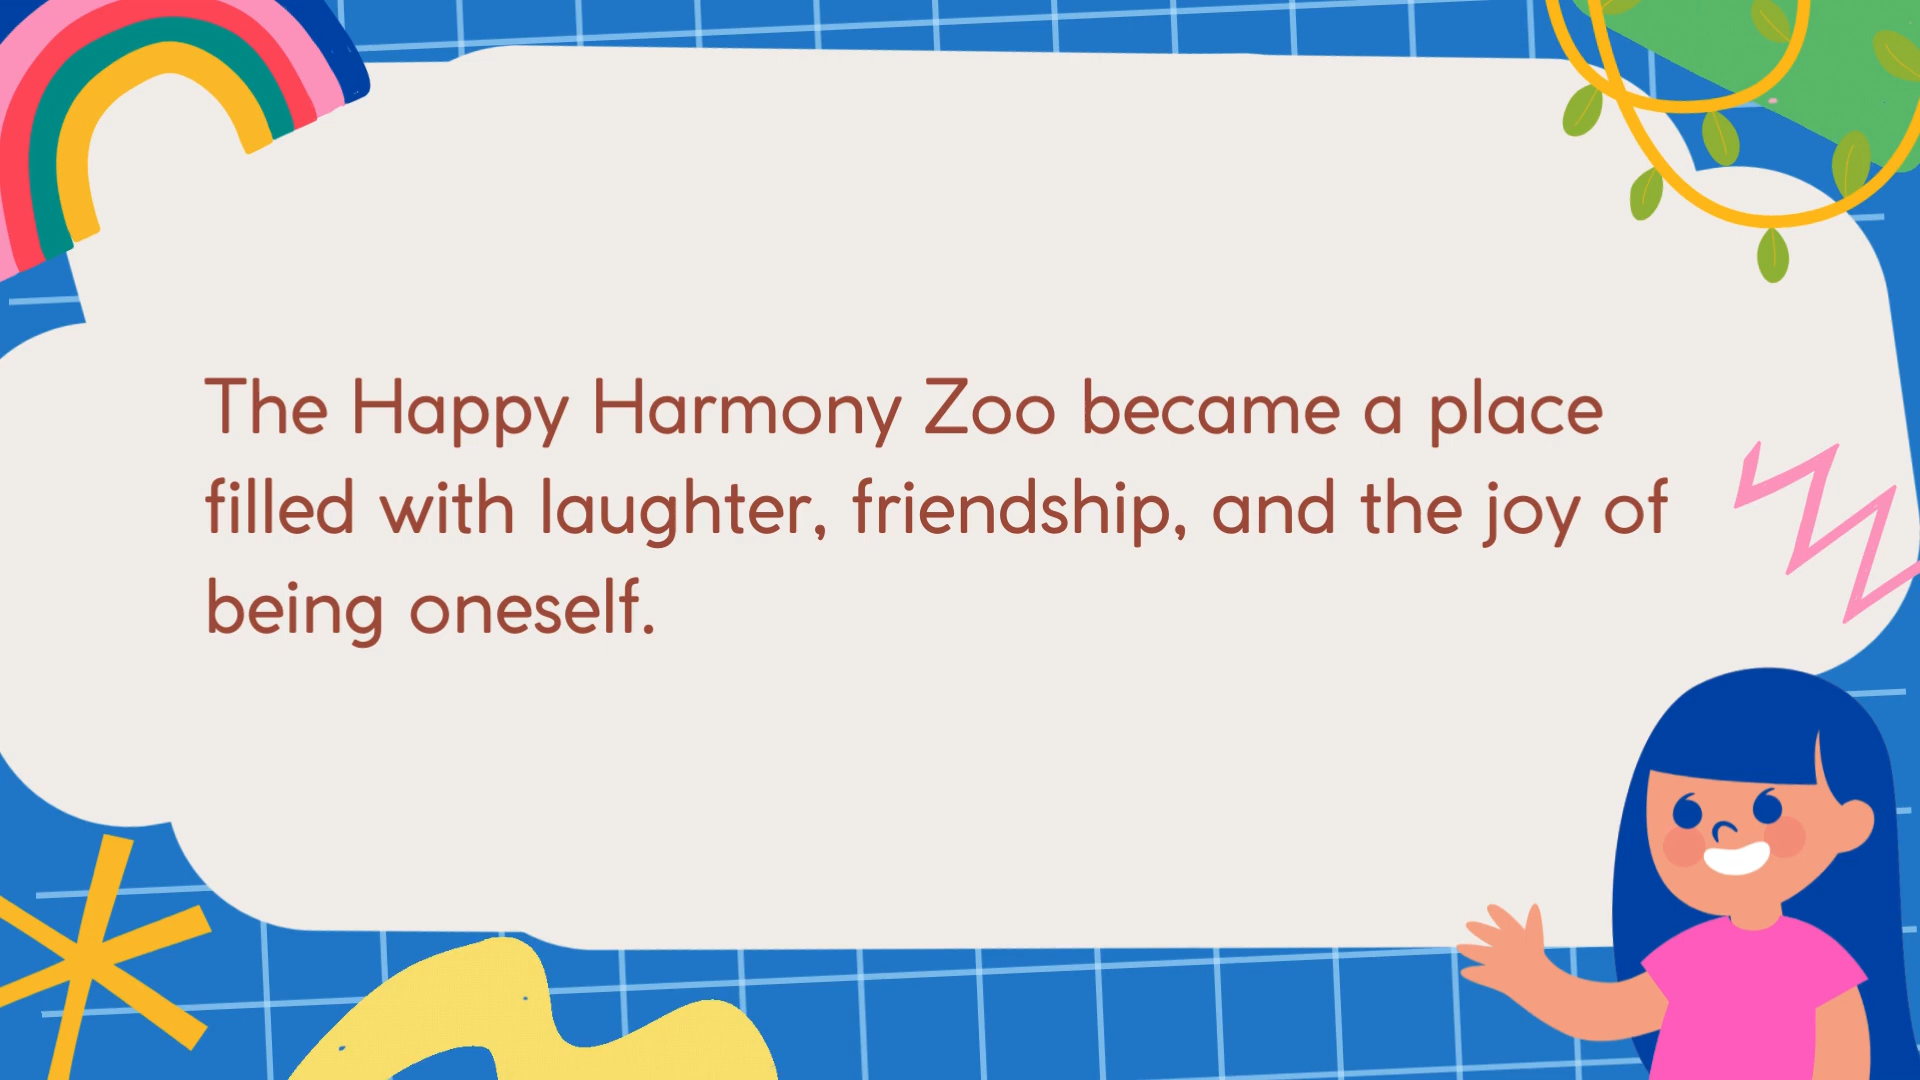 The Happy Harmony Zoo became a place
filled with laughter, friendship, and the joy of
being oneself.